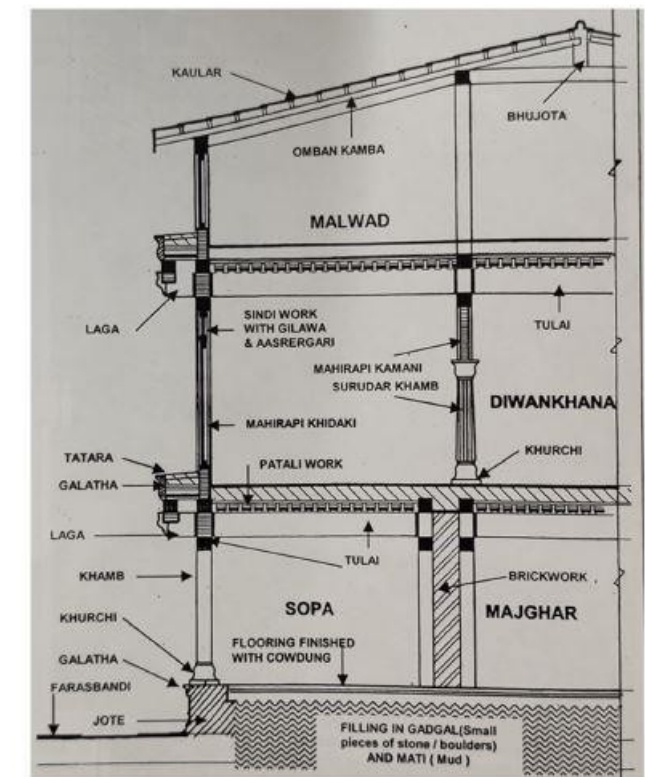 KAULAR
BHUJOTA
OMBAN KAMBA
MALWAD
LAGA
SINDI WORK
WITH GILAWA
& AASRERGARI
TULAI
MAHIRAPI KAMANI
SURUDAR KHAMB
DIWANKHANA
MAHIRAPI KHIDAKI
KHURCHI
TATARA
PATALI WORK
GALATHA
LAGA
TULAI
KHAMB
BRICKWORK
SOPA
MAJGHAR
KHURCHI
FLOORING FINISHED
WITH COWDUNG
GALATHA
FARASBANDI
JOTE
FILLING IN GADGAL(Small
pieces of stone / boulders)
AND MATI ( Mud )